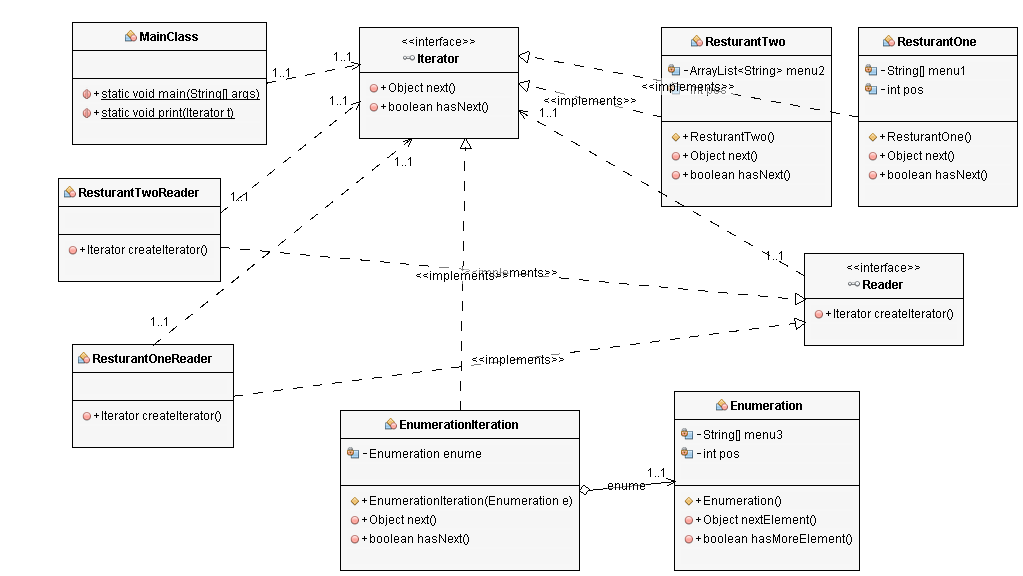 MainClass
+static void main(String[] args)
+static void print(Iterator t)
1..1
1..1
<<interface>>
Iterator
+Object next()
+boolean hasNext()
ResturantTwo
-ArrayList<String> menu2
-int pos
+ResturantTwo()
+Object next()
+boolean hasNext()
ResturantOne
-String[] menu1
-int pos
+ResturantOne()
+Object next()
+boolean hasNext()
<<implements>>
<<implements>>
1..1
1..1
1..1
ResturantTwoReader
+Iterator createIterator()
1..1
<<implements>>
<<implements>>
1..1
<<interface>>
Reader
+Iterator createIterator()
1..1
ResturantOneReader
+Iterator createIterator()
<<implements>>
EnumerationIteration
-Enumeration enume
+EnumerationIteration(Enumeration e)
+Object next()
+boolean hasNext()
enume
1..1
Enumeration
-String[] menu3
-int pos
+Enumeration()
+Object nextElement()
+boolean hasMoreElement()